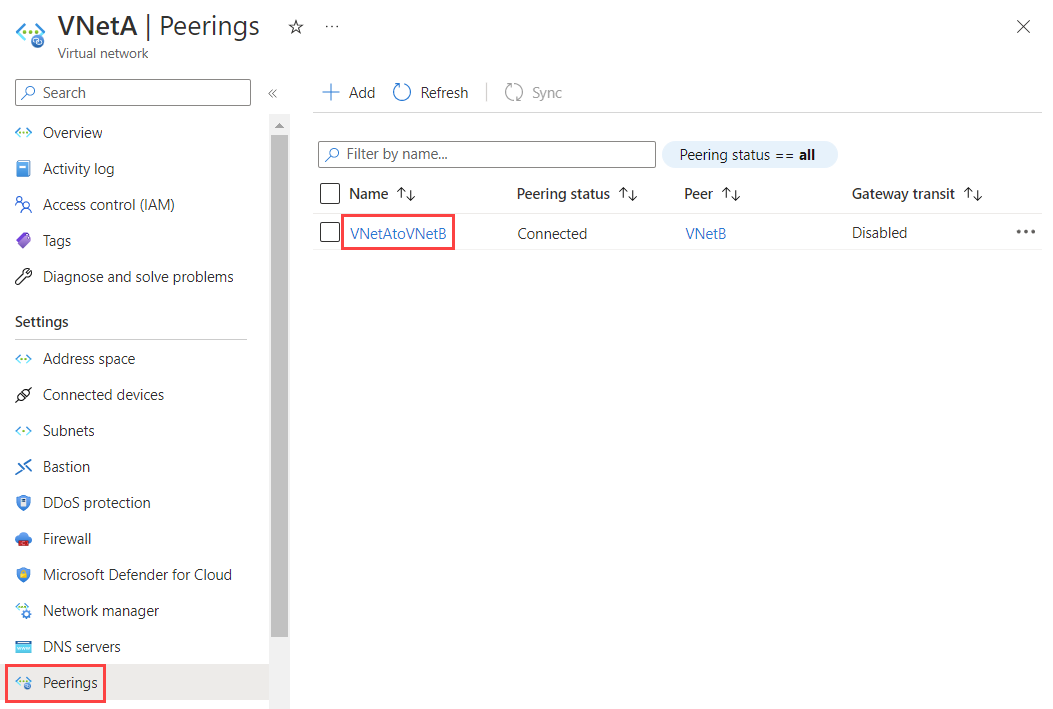 VNetA | Peerings
Virtual network
Search
Overview
Activity log
Access control (IAM)
Tags
Diagnose and solve problems
Settings
Address space
Connected devices
Subnets
Bastion
DDoS protection
Firewall
Microsoft Defender for Cloud
Network manager
DNS servers
Peerings
Add Refresh Sync
Filter by name... Peering status == all
Name Peering status Peer Gateway transit
VNetAtoVNetB Connected VNetB Disabled